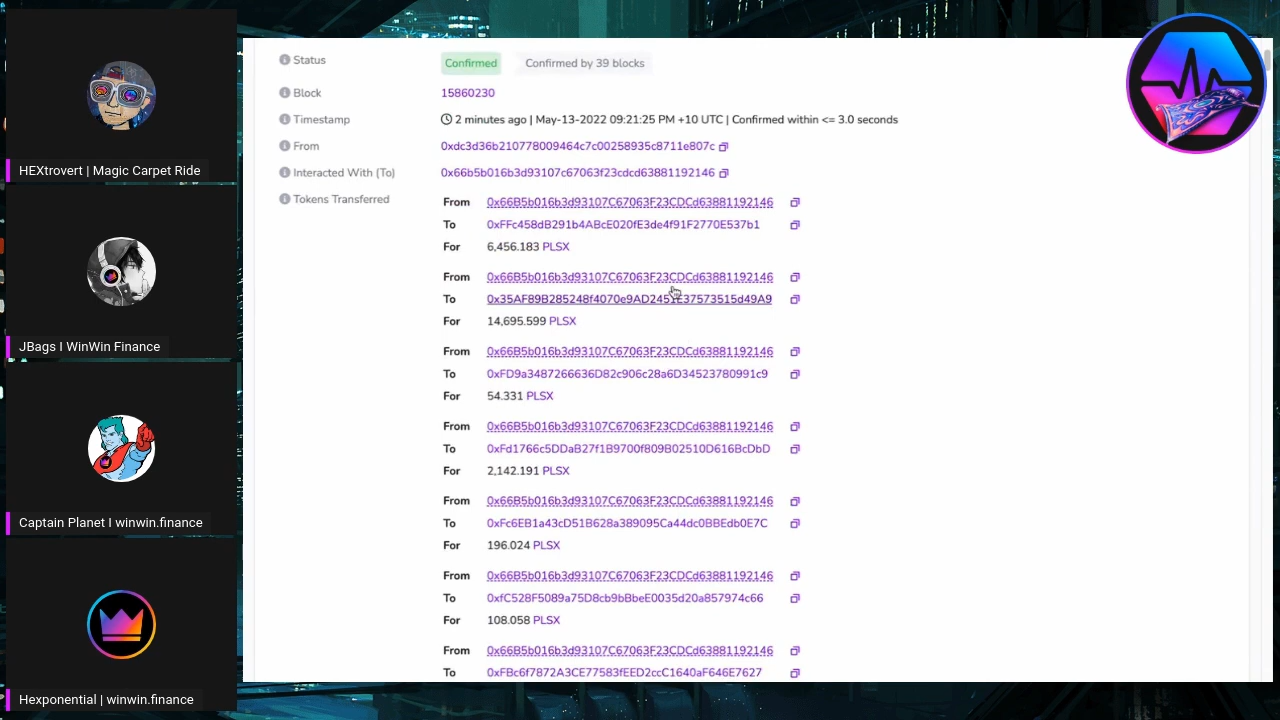 HEXtrovert | Magic Carpet Ride
JBags I WinWin Finance
Captain Planet I winwin.finance
Hexponential | winwin.finance
Status Confirmed Confirmed by 39 blocks
Block 15860230
Timestamp 2 minutes ago | May-13-2022 09:21:25 PM +10 UTC | Confirmed within <= 3.0 seconds
From 0xdc3d36b210778009464c7c00258935c8711e807c
Interacted With (To) 0x66b5b016b3d93107c67063f23cdcd63881192146
Tokens Transferred
From 0x66B5b016b3d93107C67063F23CDCd63881192146
To 0xFFc458dB291b4ABcE020fE3de4f91F2770E537b1
For 6,456.183 PLSX
From 0x66B5b016b3d93107C67063F23CDCd63881192146
To
For 14,695.599 PLSX
From 0x66B5b016b3d93107C67063F23CDCd63881192146
To 0xFD9a3487266636D82c906c28a6D34523780991c9
For 54.331 PLSX
From 0x66B5b016b3d93107C67063F23CDCd63881192146
To 0xFd1766c5DDaB27f1B9700f809B02510D616BcDbD
For 2,142.191 PLSX
From 0x66B5b016b3d93107C67063F23CDCd63881192146
To 0xFc6EB1a43cD51B628a389095Ca44dc0BBEdb0E7C
For 196.024 PLSX
From 0x66B5b016b3d93107C67063F23CDCd63881192146
To 0xfC528F5089a75D8cb9bBbeE0035d20a857974c66
For 108.058 PLSX
From 0x66B5b016b3d93107C67063F23CDCd63881192146
To 0xFBc6f7872A3CE77583fEED2ccC1640aF646E7627